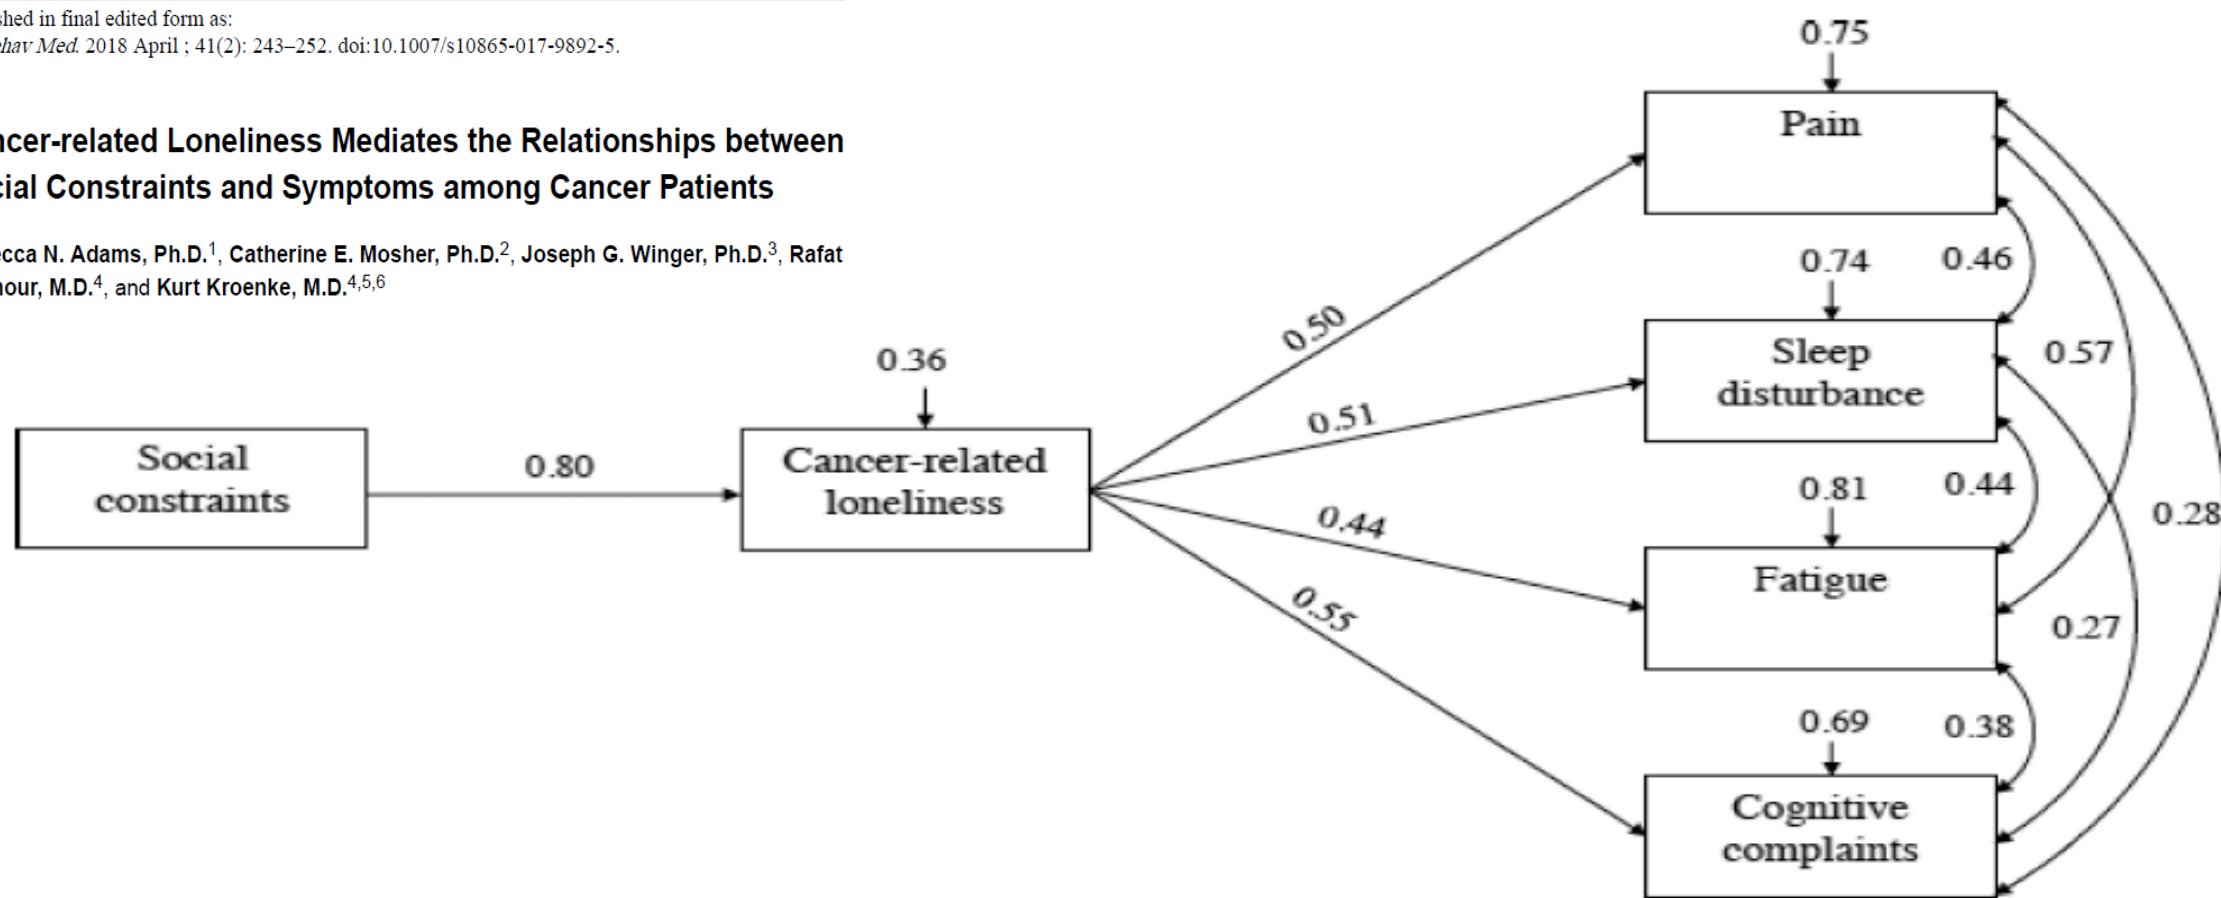 shed in final edited form as:
hav Med. 2018 April ; 41(2): 243–252. doi:10.1007/s10865-017-9892-5.
ncer-related Loneliness Mediates the Relationships between
cial Constraints and Symptoms among Cancer Patients
cca N. Adams, Ph.D.1, Catherine E. Mosher, Ph.D.2, Joseph G. Winger, Ph.D.3, Rafat
nour, M.D.4, and Kurt Kroenke, M.D.4,5,6
Social
constraints
0.80
0.36
Cancer-related
loneliness
0.50
0.51
0.44
0.55
0.75
Pain
0.74
0.46
Sleep
disturbance
0.57
0.81
0.44
0.28
Fatigue
0.27
0.69
0.38
Cognitive
complaints